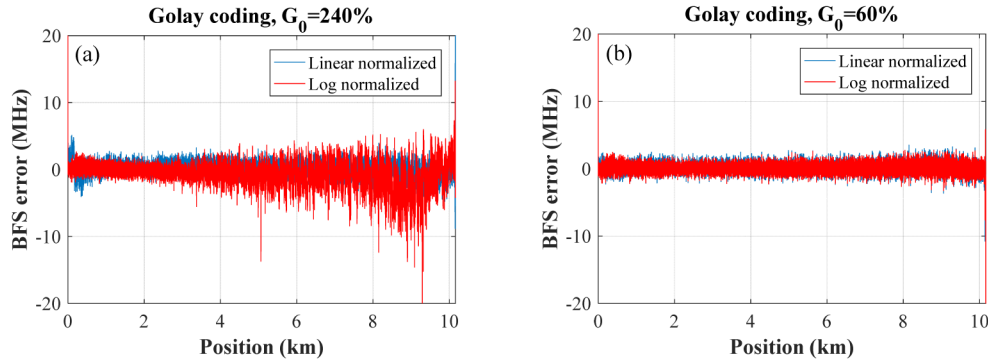 Golay coding, G₀=240%
(a)
Linear normalized
Log normalized
20
10
0
-10
-20
BFS error (MHz)
0 2 4 6 8 10
Position (km)
Golay coding, G₀=60%
(b)
Linear normalized
Log normalized
20
10
0
-10
-20
BFS error (MHz)
0 2 4 6 8 10
Position (km)